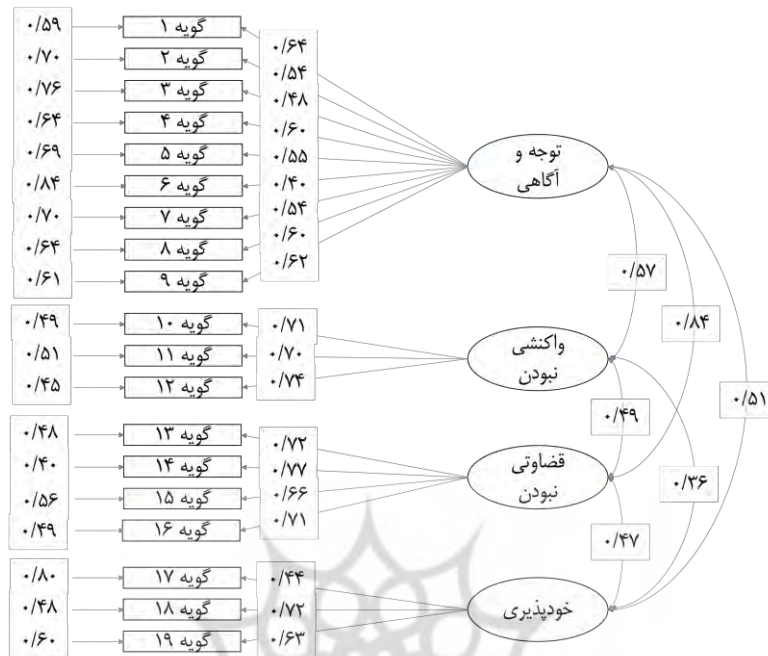 ۰/۵۹
گویه ۱
۰/۶۴
۰/۷۰
گویه ۲
۰/۵۴
۰/۷۶
گویه ۳
۰/۴۸
۰/۶۴
گویه ۴
۰/۶۰
۰/۶۹
گویه ۵
۰/۵۵
۰/۸۴
گویه ۶
۰/۴۰
۰/۷۰
گویه ۷
۰/۵۴
۰/۶۴
گویه ۸
۰/۶۰
۰/۶۱
گویه ۹
۰/۶۲
توجه و
آگاهی
۰/۵۷
۰/۸۴
۰/۵۱
۰/۴۹
گویه ۱۰
۰/۷۱
۰/۵۱
گویه ۱۱
۰/۷۰
۰/۴۵
گویه ۱۲
۰/۷۴
واکنشی
نبودن
۰/۴۹
۰/۳۶
۰/۴۸
گویه ۱۳
۰/۷۲
۰/۴۰
گویه ۱۴
۰/۷۷
۰/۵۶
گویه ۱۵
۰/۶۶
۰/۴۹
گویه ۱۶
۰/۷۱
قضاوتی
نبودن
۰/۴۷
۰/۸۰
گویه ۱۷
۰/۴۴
۰/۴۸
گویه ۱۸
۰/۷۲
۰/۶۰
گویه ۱۹
۰/۶۳
خودپذیری